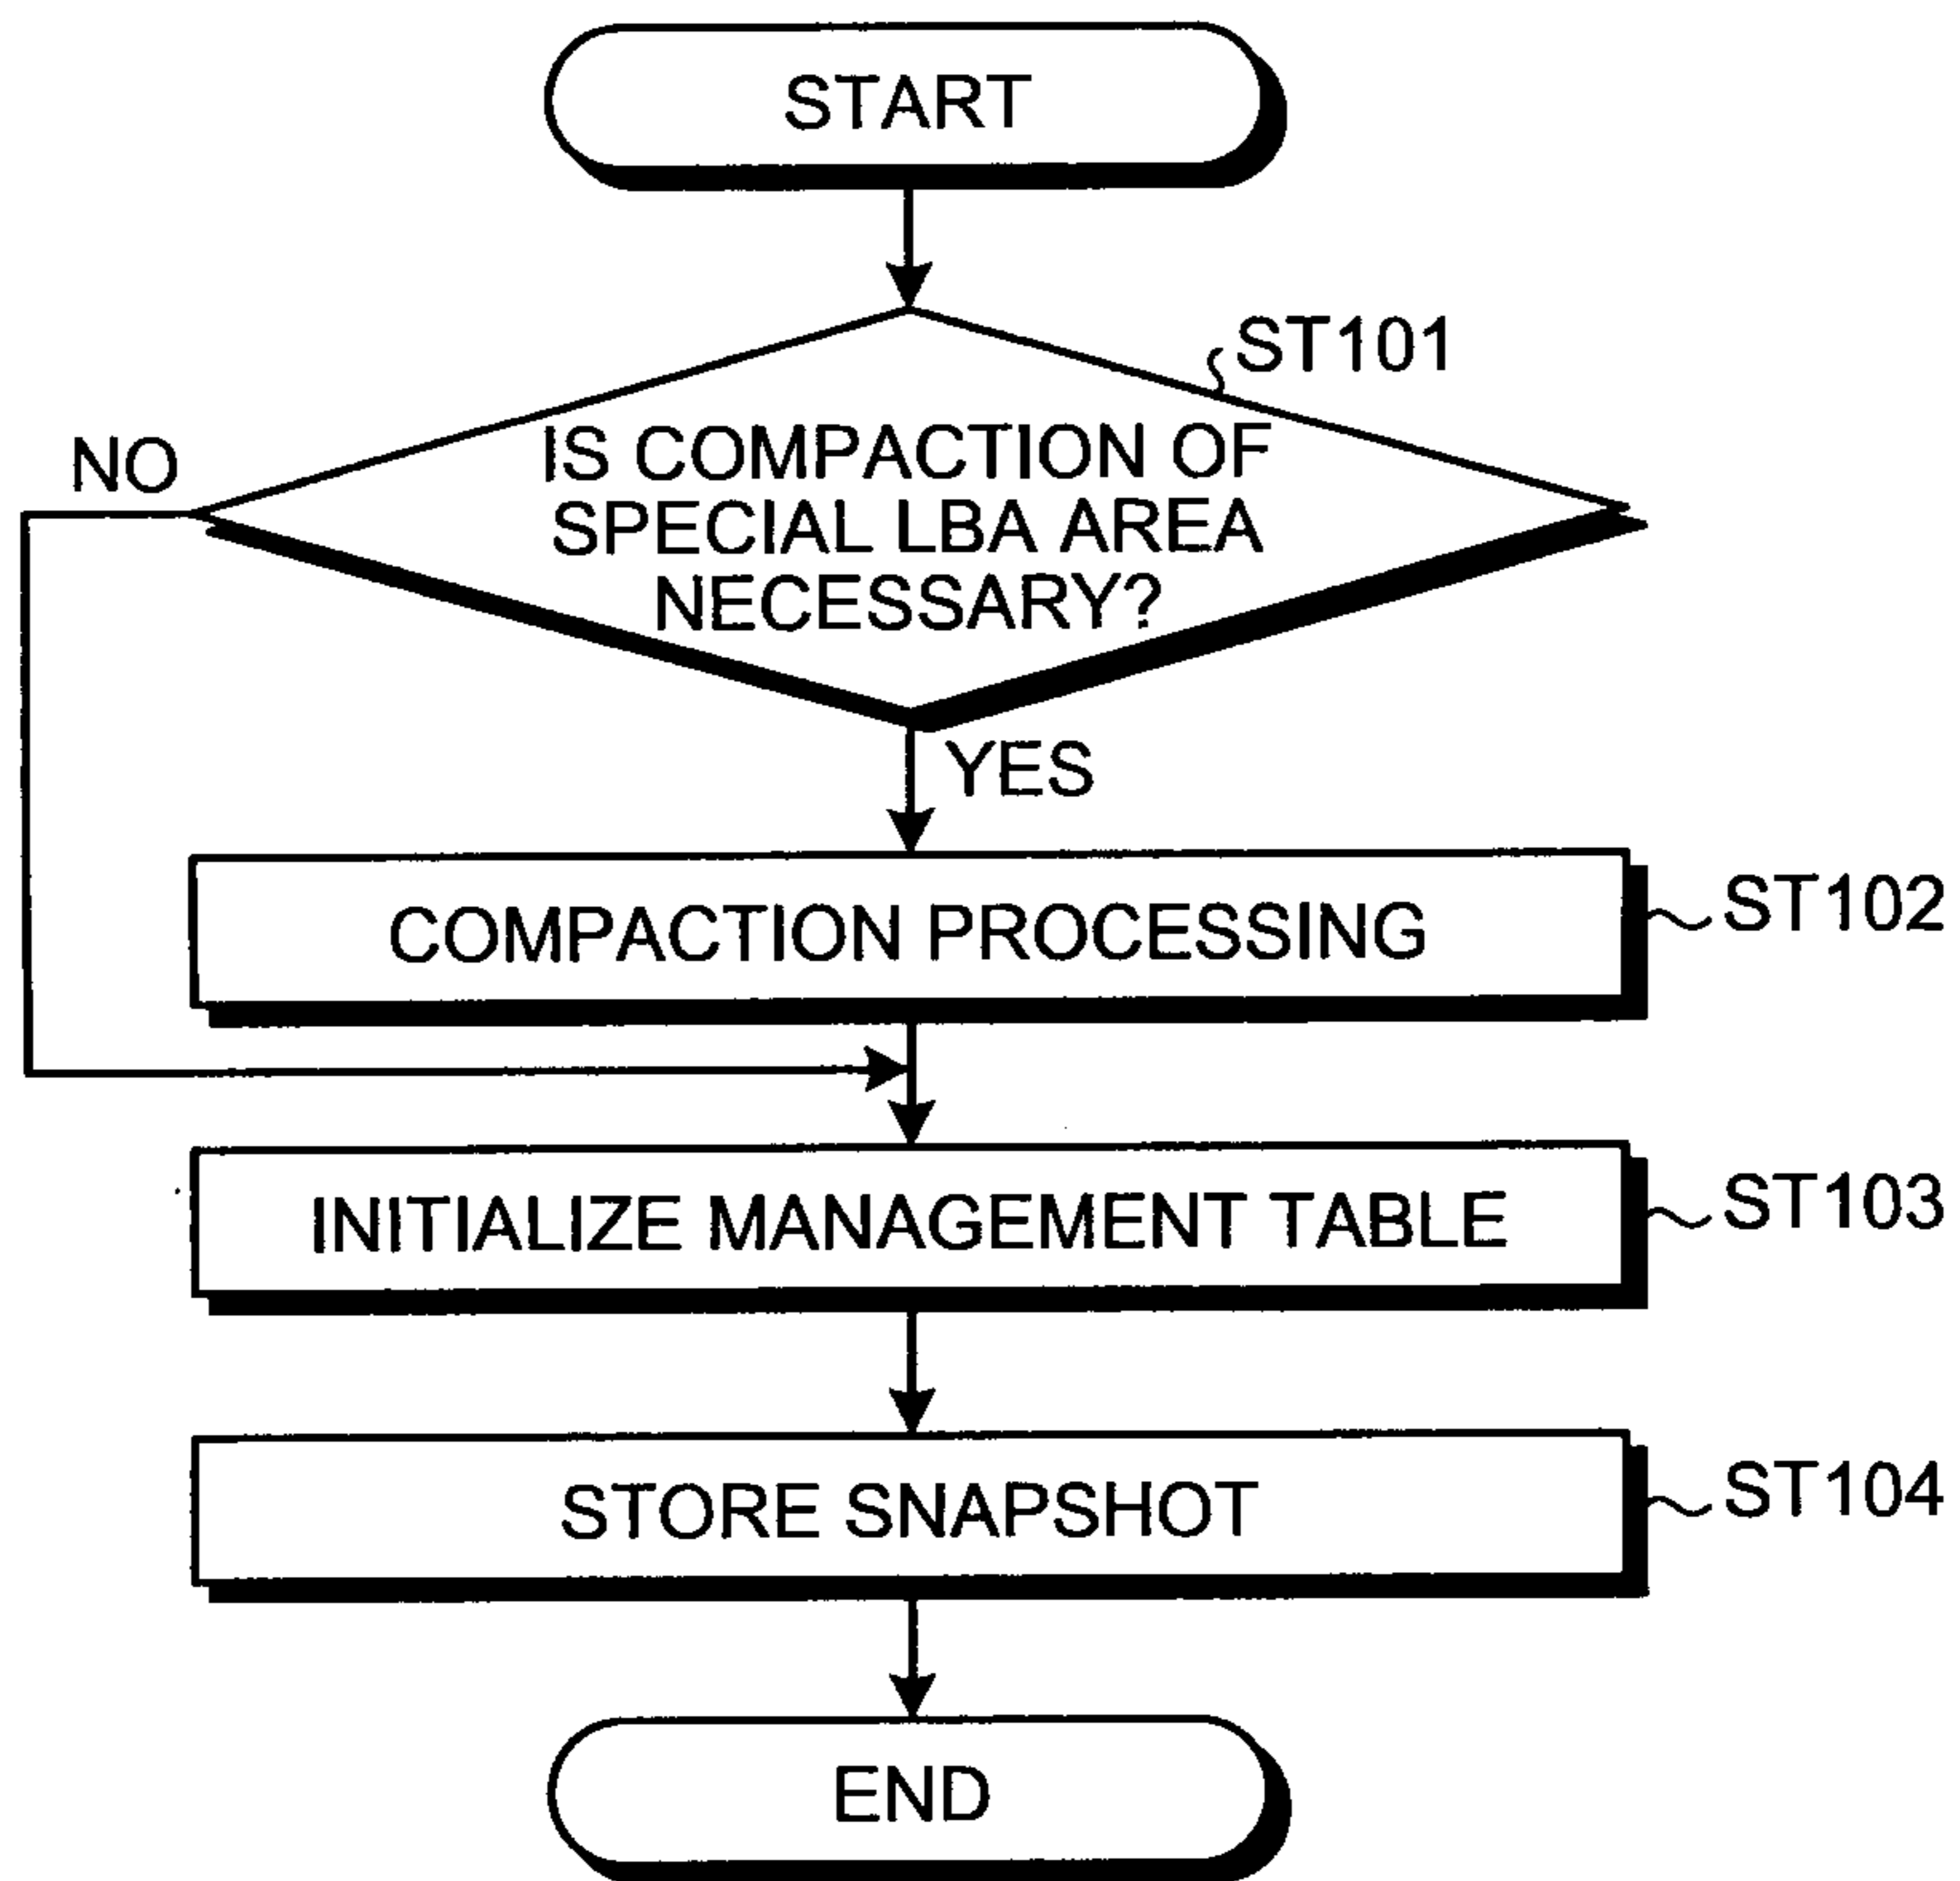 START
ST101
IS COMPACTION OF
SPECIAL LBA AREA
NECESSARY?
NO
YES
COMPACTION PROCESSING
ST102
INITIALIZE MANAGEMENT TABLE
ST103
STORE SNAPSHOT
ST104
END